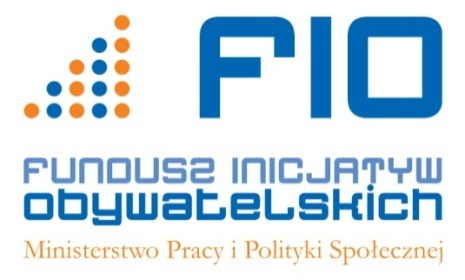 FIO
FUNDUSZ INICJATYW
obywatelskich
Ministerstwo Pracy i Polityki Społecznej